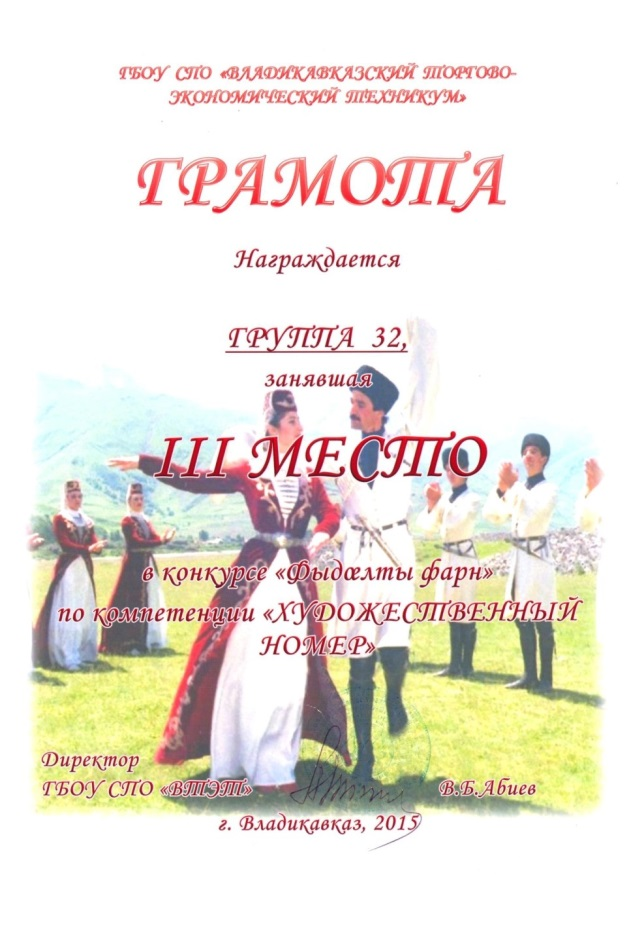 ГБОУ СПО «ВЛАДИКАВКАЗСКИЙ ТОРГОВО-
ЭКОНОМИЧЕСКИЙ ТЕХНИКУМ»
ГРАМОТА
Награждается
ГРУППА 32,
занявшая
III МЕСТО
в конкурсе «Фыдæлты фарн»
по компетенции «ХУДОЖЕСТВЕННЫЙ
НОМЕР»
Директор
ГБОУ СПО «ВТЭТ» В.Б.Абиев
г. Владикавказ, 2015